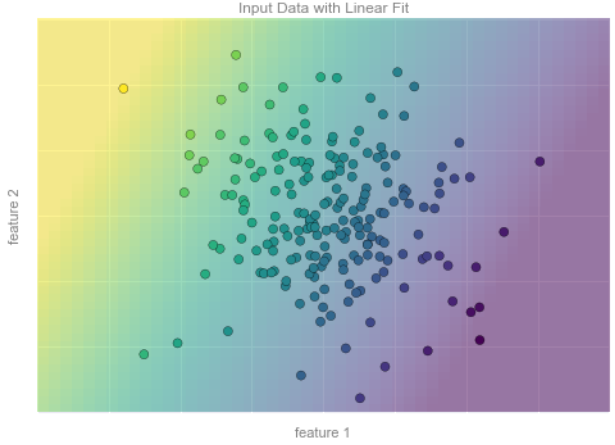 Input Data with Linear Fit
feature 2
feature 1